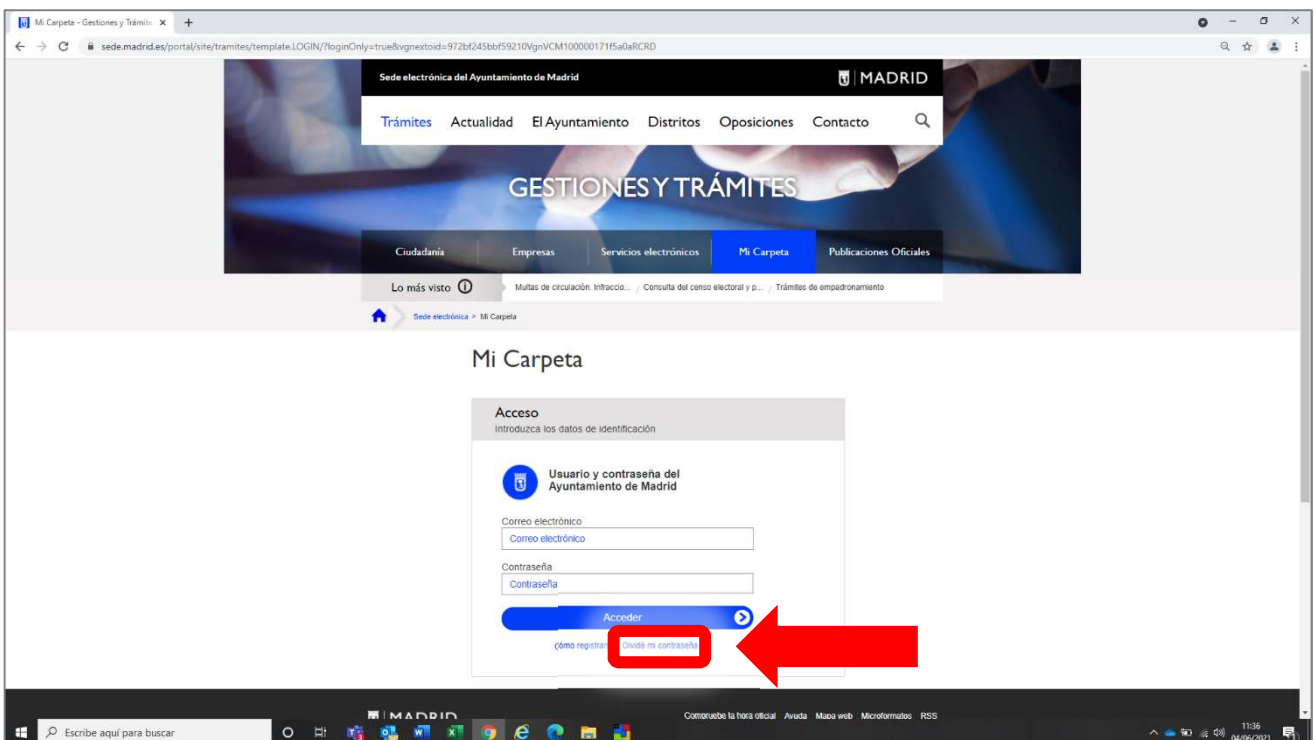 Mi Carpeta - Gestiones y Trámite
sede.madrid.es/portal/site/tramites/template.LOGIN/?loginOnly=true&vgnextoid=972bf245bbf59210VgnVCM100000171f5a0aRCRD
Sede electrónica del Ayuntamiento de Madrid
MADRID
Trámites Actualidad El Ayuntamiento Distritos Oposiciones Contacto
GESTIONES Y TRÁMITES
Ciudadanía Empresas Servicios electrónicos Mi Carpeta Publicaciones Oficiales
Lo más visto Multas de circulación. Infraccio... / Consulta del censo electoral y p... / Trámites de empadronamiento
Sede electrónica > Mi Carpeta
Mi Carpeta
Acceso
Introduzca los datos de identificación
Usuario y contraseña del
Ayuntamiento de Madrid
Correo electrónico
Correo electrónico
Contraseña
Contraseña
Acceder
Olvidé mi contraseña
MADRID
Compruebe la hora oficial Ayuda Mapa web Microformatos RSS
Escribe aquí para buscar
11:36
04/06/2021